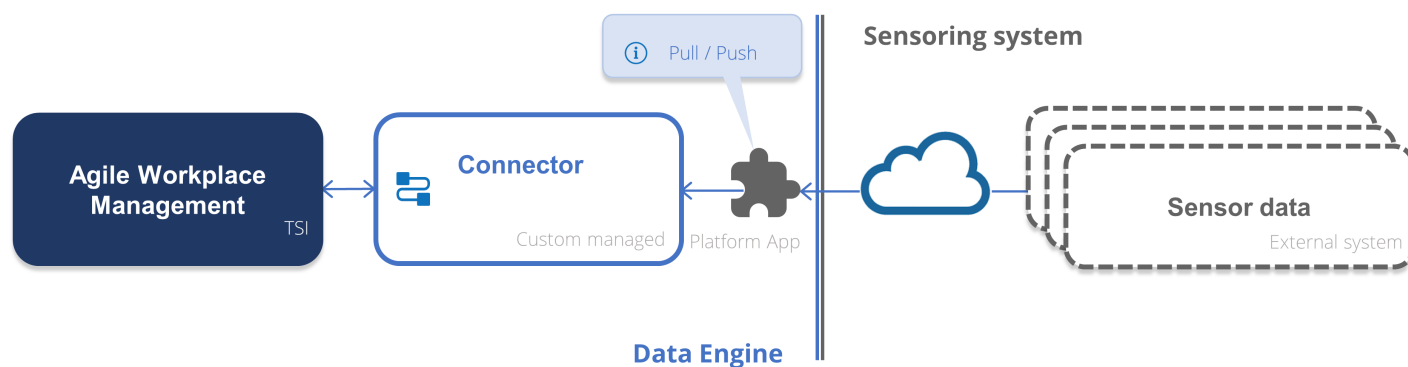 Sensoring system
Pull / Push
Agile Workplace
Management
TSI
Connector
Custom managed
Platform App
Sensor data
External system
Data Engine